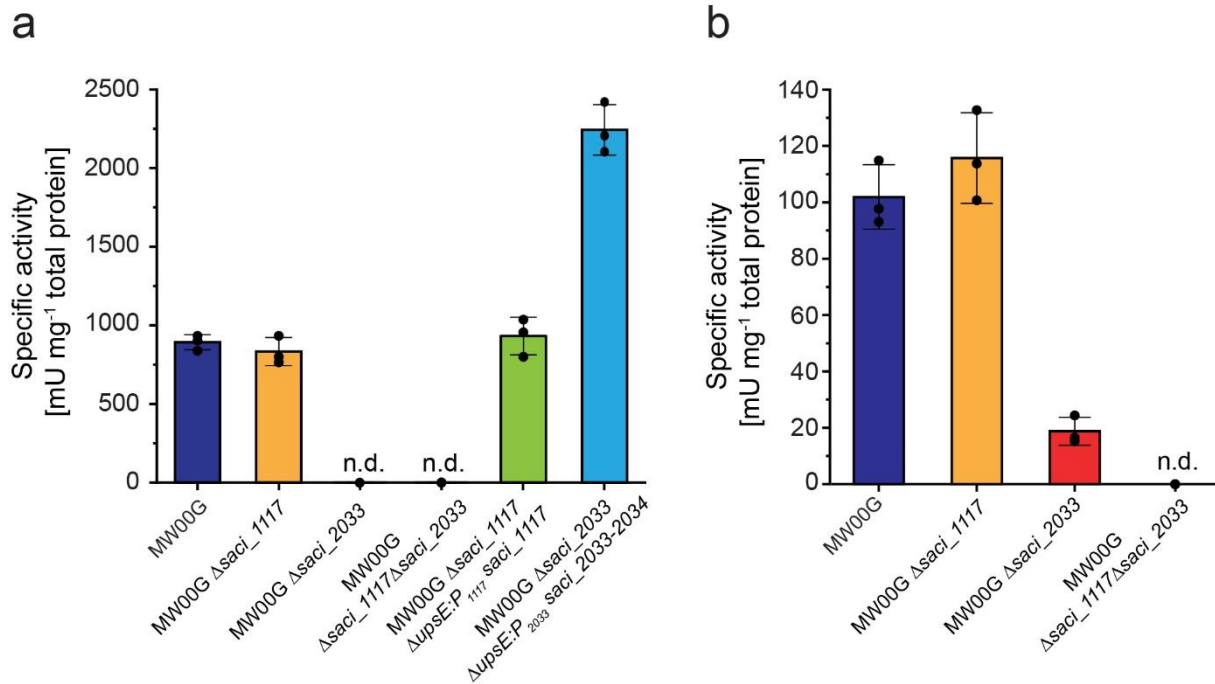 a
Specific activity
[mU mg⁻¹ total protein]
2500
2000
1500
1000
500
0
n.d.
n.d.
MW00G
MW00G Δsaci_1117
MW00G Δsaci_2033
MW00G
Δsaci_1117Δsaci_2033
MW00G Δsaci_1117
ΔupsE:P₁₁₁₇ saci_1117
MW00G Δsaci_2033
ΔupsE:P₂₀₃₃ saci_2033-2034
b
Specific activity
[mU mg⁻¹ total protein]
140
120
100
80
60
40
20
0
n.d.
MW00G
MW00G Δsaci_1117
MW00G Δsaci_2033
MW00G
Δsaci_1117Δsaci_2033